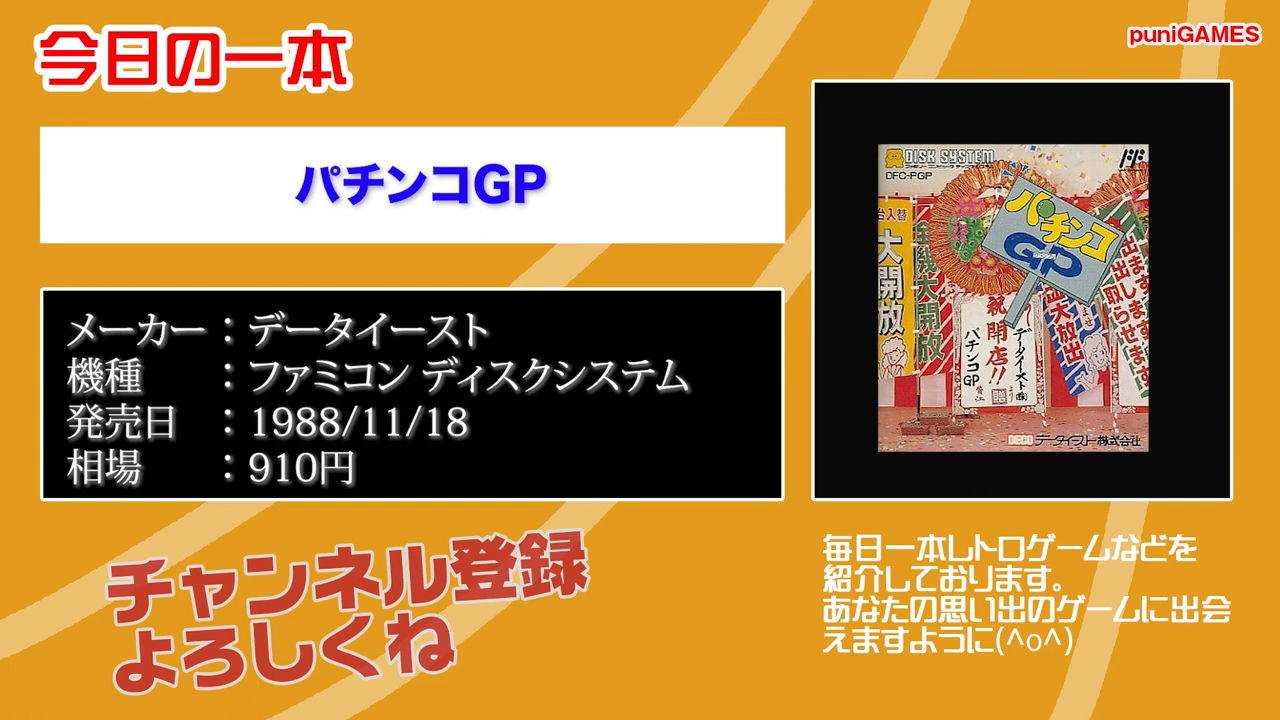 今日の一本
puniGAMES
パチンコGP
メーカー：データイースト
機種　　：ファミコン ディスクシステム
発売日　：1988/11/18
相場　　：910円
DISK SYSTEM
DFC-PGP
台入替
大開放
全機大開放
パチンコ
GP
祝開店!!
パチンコGP
データイースト㈱
より
贈
大放出
出します
出します
取らせます
DECO データイースト株式会社
チャンネル登録
よろしくね
毎日一本レトロゲームなどを
紹介しております。
あなたの思い出のゲームに出会
えますように(^o^)